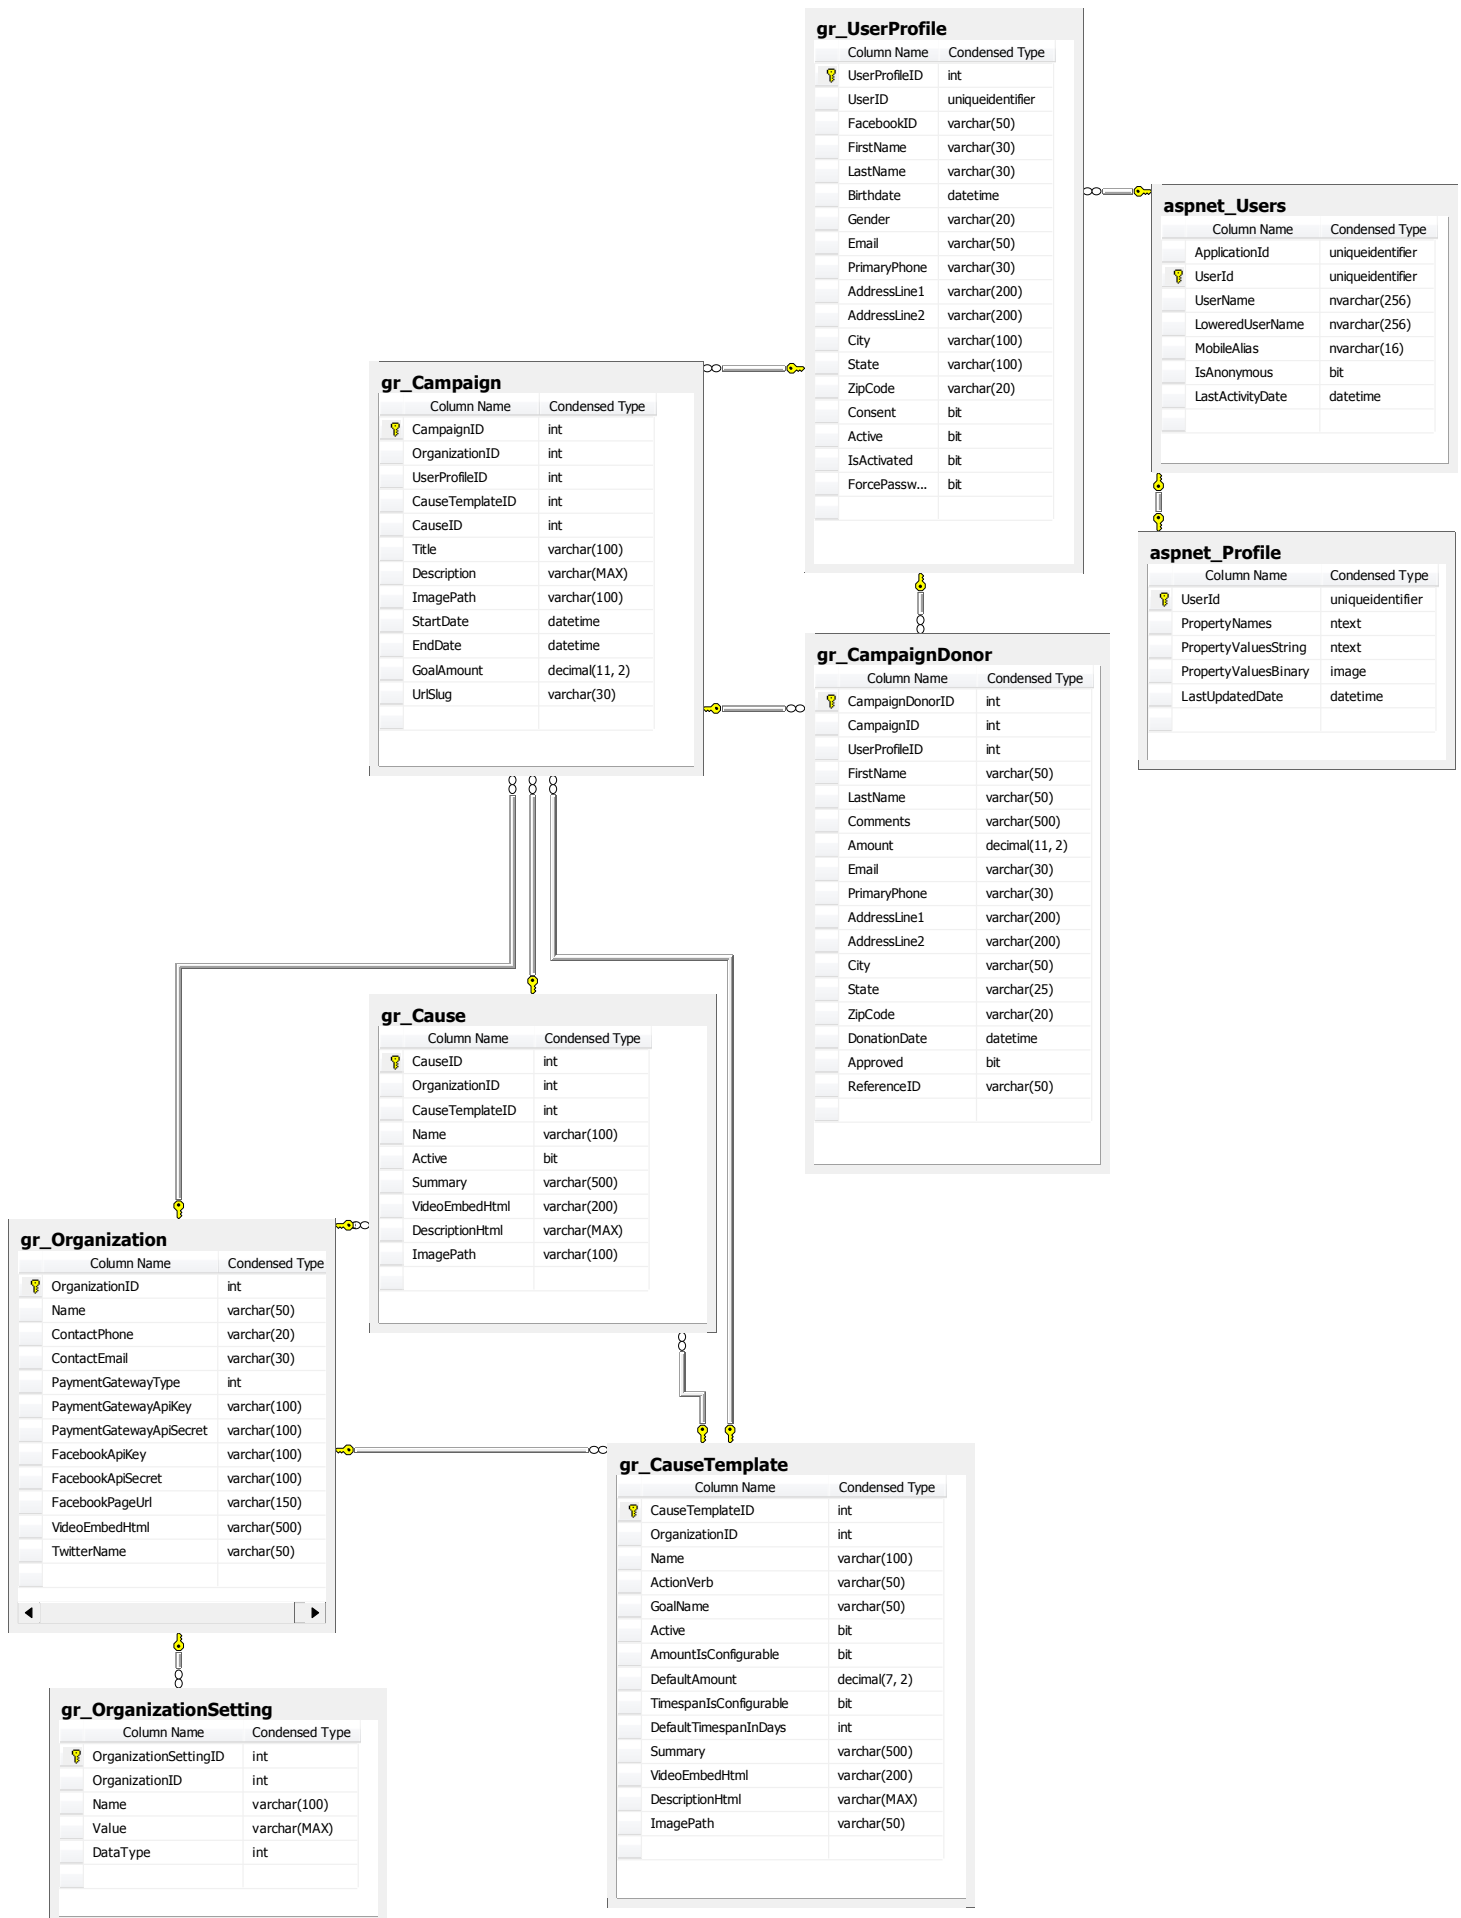 gr_UserProfile
Column Name Condensed Type
UserProfileID int
UserID uniqueidentifier
FacebookID varchar(50)
FirstName varchar(30)
LastName varchar(30)
Birthdate datetime
Gender varchar(20)
Email varchar(50)
PrimaryPhone varchar(30)
AddressLine1 varchar(200)
AddressLine2 varchar(200)
City varchar(100)
State varchar(100)
ZipCode varchar(20)
Consent bit
Active bit
IsActivated bit
ForcePassw... bit
aspnet_Users
Column Name Condensed Type
ApplicationId uniqueidentifier
UserId uniqueidentifier
UserName nvarchar(256)
LoweredUserName nvarchar(256)
MobileAlias nvarchar(16)
IsAnonymous bit
LastActivityDate datetime
gr_Campaign
Column Name Condensed Type
CampaignID int
OrganizationID int
UserProfileID int
CauseTemplateID int
CauseID int
Title varchar(100)
Description varchar(MAX)
ImagePath varchar(100)
StartDate datetime
EndDate datetime
GoalAmount decimal(11, 2)
UrlSlug varchar(30)
aspnet_Profile
Column Name Condensed Type
UserId uniqueidentifier
PropertyNames ntext
PropertyValuesString ntext
PropertyValuesBinary image
LastUpdatedDate datetime
gr_CampaignDonor
Column Name Condensed Type
CampaignDonorID int
CampaignID int
UserProfileID int
FirstName varchar(50)
LastName varchar(50)
Comments varchar(500)
Amount decimal(11, 2)
Email varchar(30)
PrimaryPhone varchar(30)
AddressLine1 varchar(200)
AddressLine2 varchar(200)
City varchar(50)
State varchar(25)
ZipCode varchar(20)
DonationDate datetime
Approved bit
ReferenceID varchar(50)
gr_Cause
Column Name Condensed Type
CauseID int
OrganizationID int
CauseTemplateID int
Name varchar(100)
Active bit
Summary varchar(500)
VideoEmbedHtml varchar(200)
DescriptionHtml varchar(MAX)
ImagePath varchar(100)
gr_Organization
Column Name Condensed Type
OrganizationID int
Name varchar(50)
ContactPhone varchar(20)
ContactEmail varchar(30)
PaymentGatewayType int
PaymentGatewayApiKey varchar(100)
PaymentGatewayApiSecret varchar(100)
FacebookApiKey varchar(100)
FacebookApiSecret varchar(100)
FacebookPageUrl varchar(150)
VideoEmbedHtml varchar(500)
TwitterName varchar(50)
gr_CauseTemplate
Column Name Condensed Type
CauseTemplateID int
OrganizationID int
Name varchar(100)
ActionVerb varchar(50)
GoalName varchar(50)
Active bit
AmountIsConfigurable bit
DefaultAmount decimal(7, 2)
TimespanIsConfigurable bit
DefaultTimespanInDays int
Summary varchar(500)
VideoEmbedHtml varchar(200)
DescriptionHtml varchar(MAX)
ImagePath varchar(50)
gr_OrganizationSetting
Column Name Condensed Type
OrganizationSettingID int
OrganizationID int
Name varchar(100)
Value varchar(MAX)
DataType int